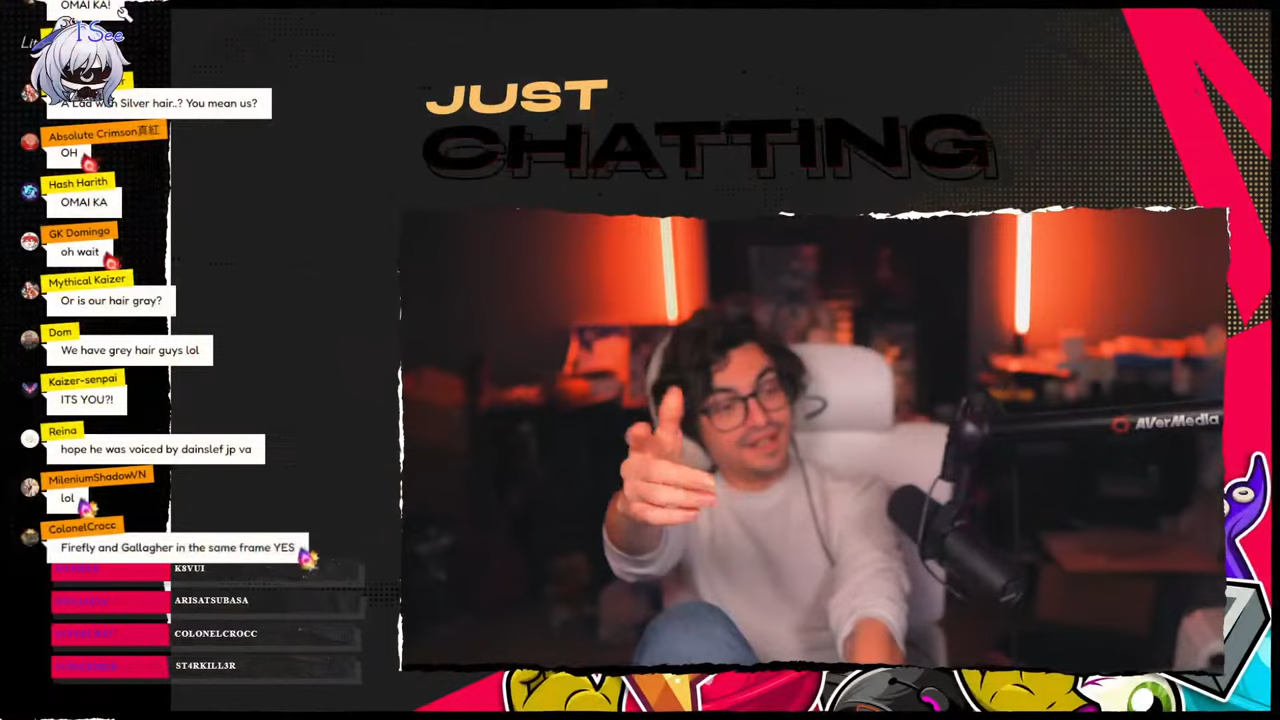 OMAI KA!
I See
A Lad with Silver hair..? You mean us?
Absolute Crimson真紅
OH
Hash Harith
OMAI KA
GK Domingo
oh wait
Mythical Kaizer
Or is our hair gray?
Dom
We have grey hair guys lol
Kaizer-senpai
ITS YOU?!
Reina
hope he was voiced by dainslef jp va
MileniumShadowVN
lol
ColonelCrocc
Firefly and Gallagher in the same frame YES
K8VUI
ARISATSUBASA
COLONELCROCC
ST4RKILL3R
JUST
CHATTING
AVerMedia